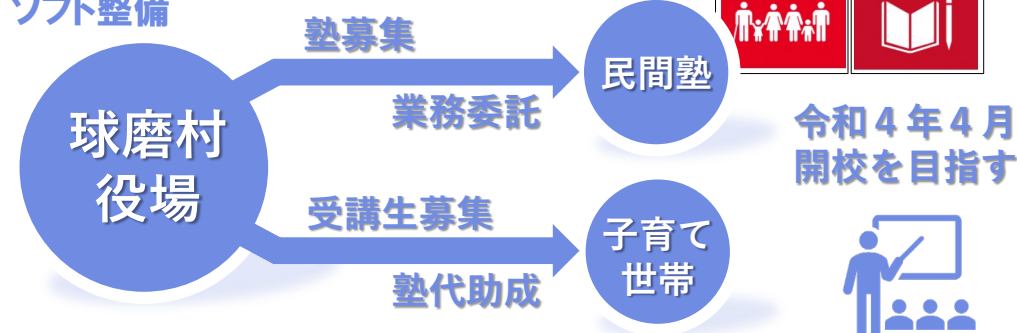 ソフト整備
塾募集
民間塾
業務委託
球磨村
役場
令和４年４月
開校を目指す
受講生募集
子育て
世帯
塾代助成